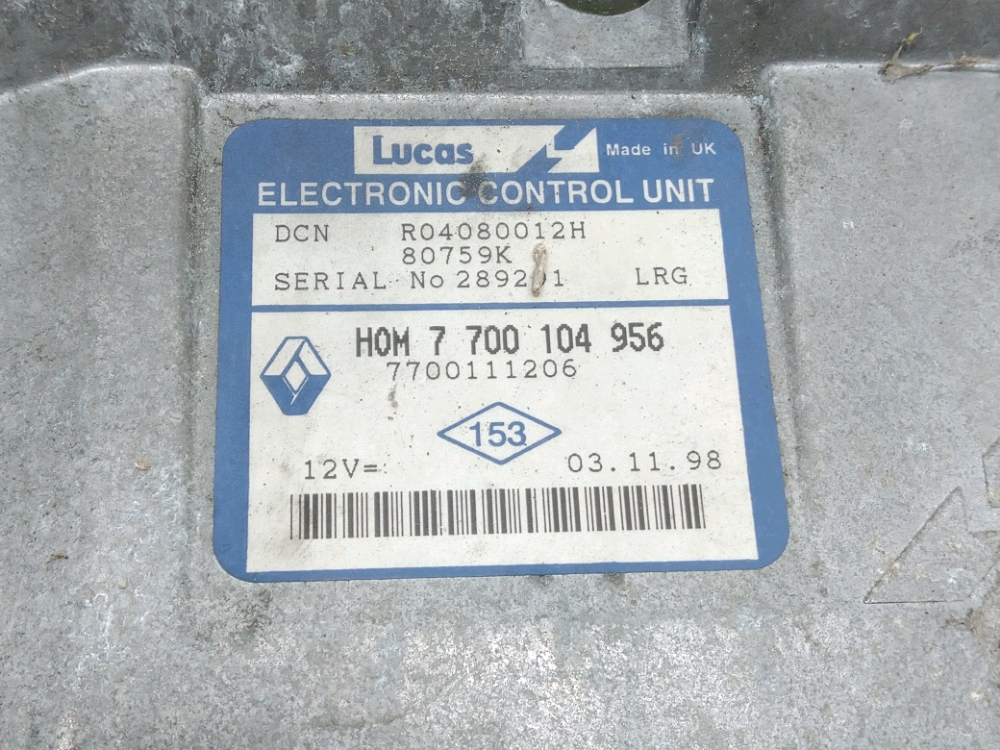 Lucas
Made in UK
ELECTRONIC CONTROL UNIT
DCN R04080012H
80759K
SERIAL No LRG
HOM 7 700 104 956
7700111206
153
12V= 03.11.98